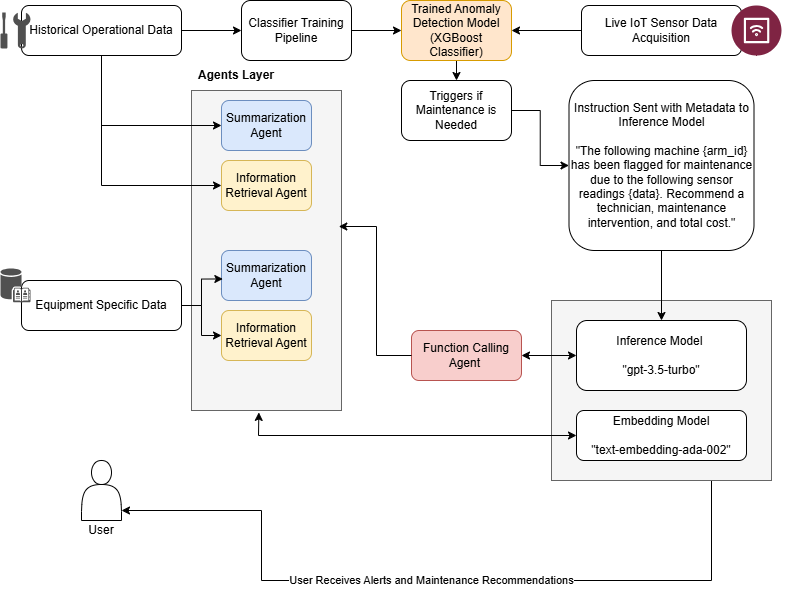 Historical Operational Data
Classifier Training
Pipeline
Trained Anomaly
Detection Model
(XGBoost
Classifier)
Live IoT Sensor Data
Acquisition
Agents Layer
Triggers if
Maintenance is
Needed
Instruction Sent with Metadata to
Inference Model
"The following machine {arm_id}
has been flagged for maintenance
due to the following sensor
readings {data}. Recommend a
technician, maintenance
intervention, and total cost."
Summarization
Agent
Information
Retrieval Agent
Summarization
Agent
Equipment Specific Data
Information
Retrieval Agent
Function Calling
Agent
Inference Model
"gpt-3.5-turbo"
Embedding Model
"text-embedding-ada-002"
User
User Receives Alerts and Maintenance Recommendations